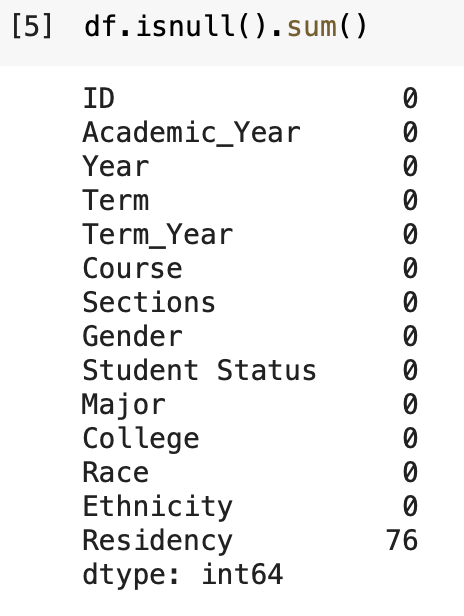 [5] df.isnull().sum()
ID 0
Academic_Year 0
Year 0
Term 0
Term_Year 0
Course 0
Sections 0
Gender 0
Student Status 0
Major 0
College 0
Race 0
Ethnicity 0
Residency 76
dtype: int64